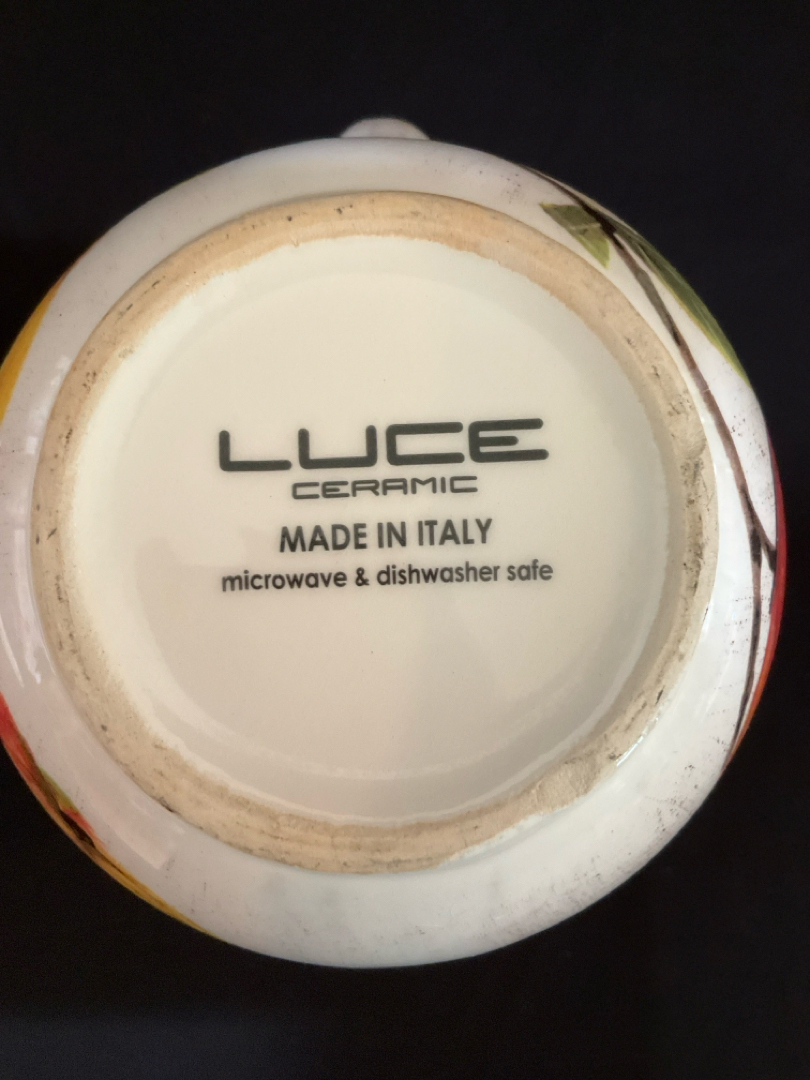 LUCE
CERAMIC
MADE IN ITALY
microwave & dishwasher safe